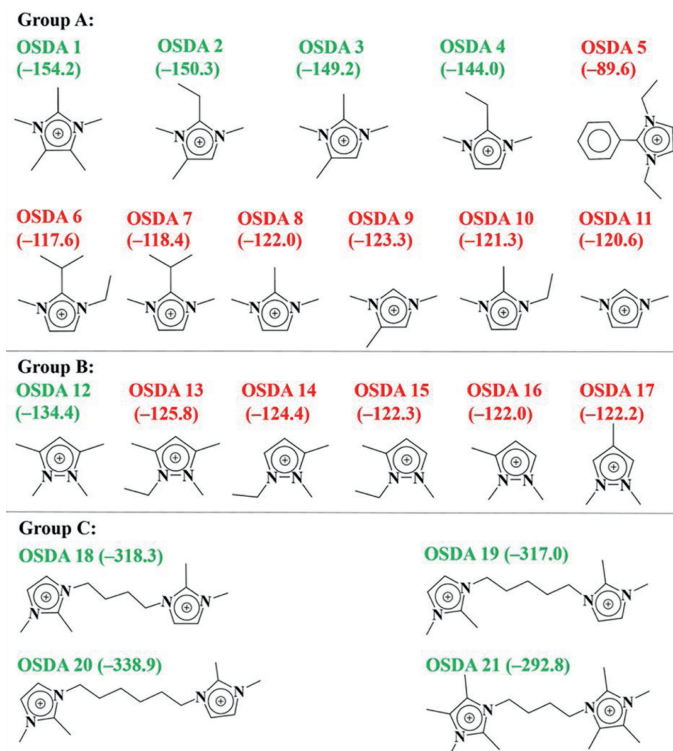 Group A:
OSDA 1 OSDA 2 OSDA 3 OSDA 4 OSDA 5
(−154.2) (−150.3) (−149.2) (−144.0) (−89.6)
N N N N N N N N N
N
OSDA 6 OSDA 7 OSDA 8 OSDA 9 OSDA 10 OSDA 11
(−117.6) (−118.4) (−122.0) (−123.3) (−121.3) (−120.6)
N N N N N N N N N N N N
Group B:
OSDA 12 OSDA 13 OSDA 14 OSDA 15 OSDA 16 OSDA 17
(−134.4) (−125.8) (−124.4) (−122.3) (−122.0) (−122.2)
N N N N N N N N N N N N
Group C:
OSDA 18 (−318.3) OSDA 19 (−317.0)
N N N N
N N N N
OSDA 20 (−338.9) OSDA 21 (−292.8)
N N N N N
N N N